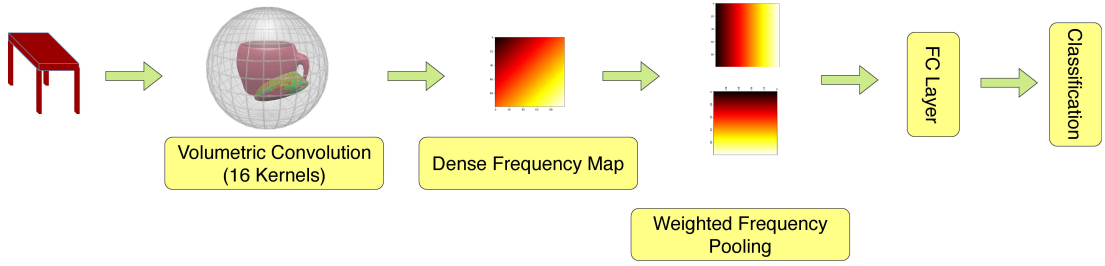 Volumetric Convolution
(16 Kernels)
Dense Frequency Map
Weighted Frequency
Pooling
FC Layer
Classification